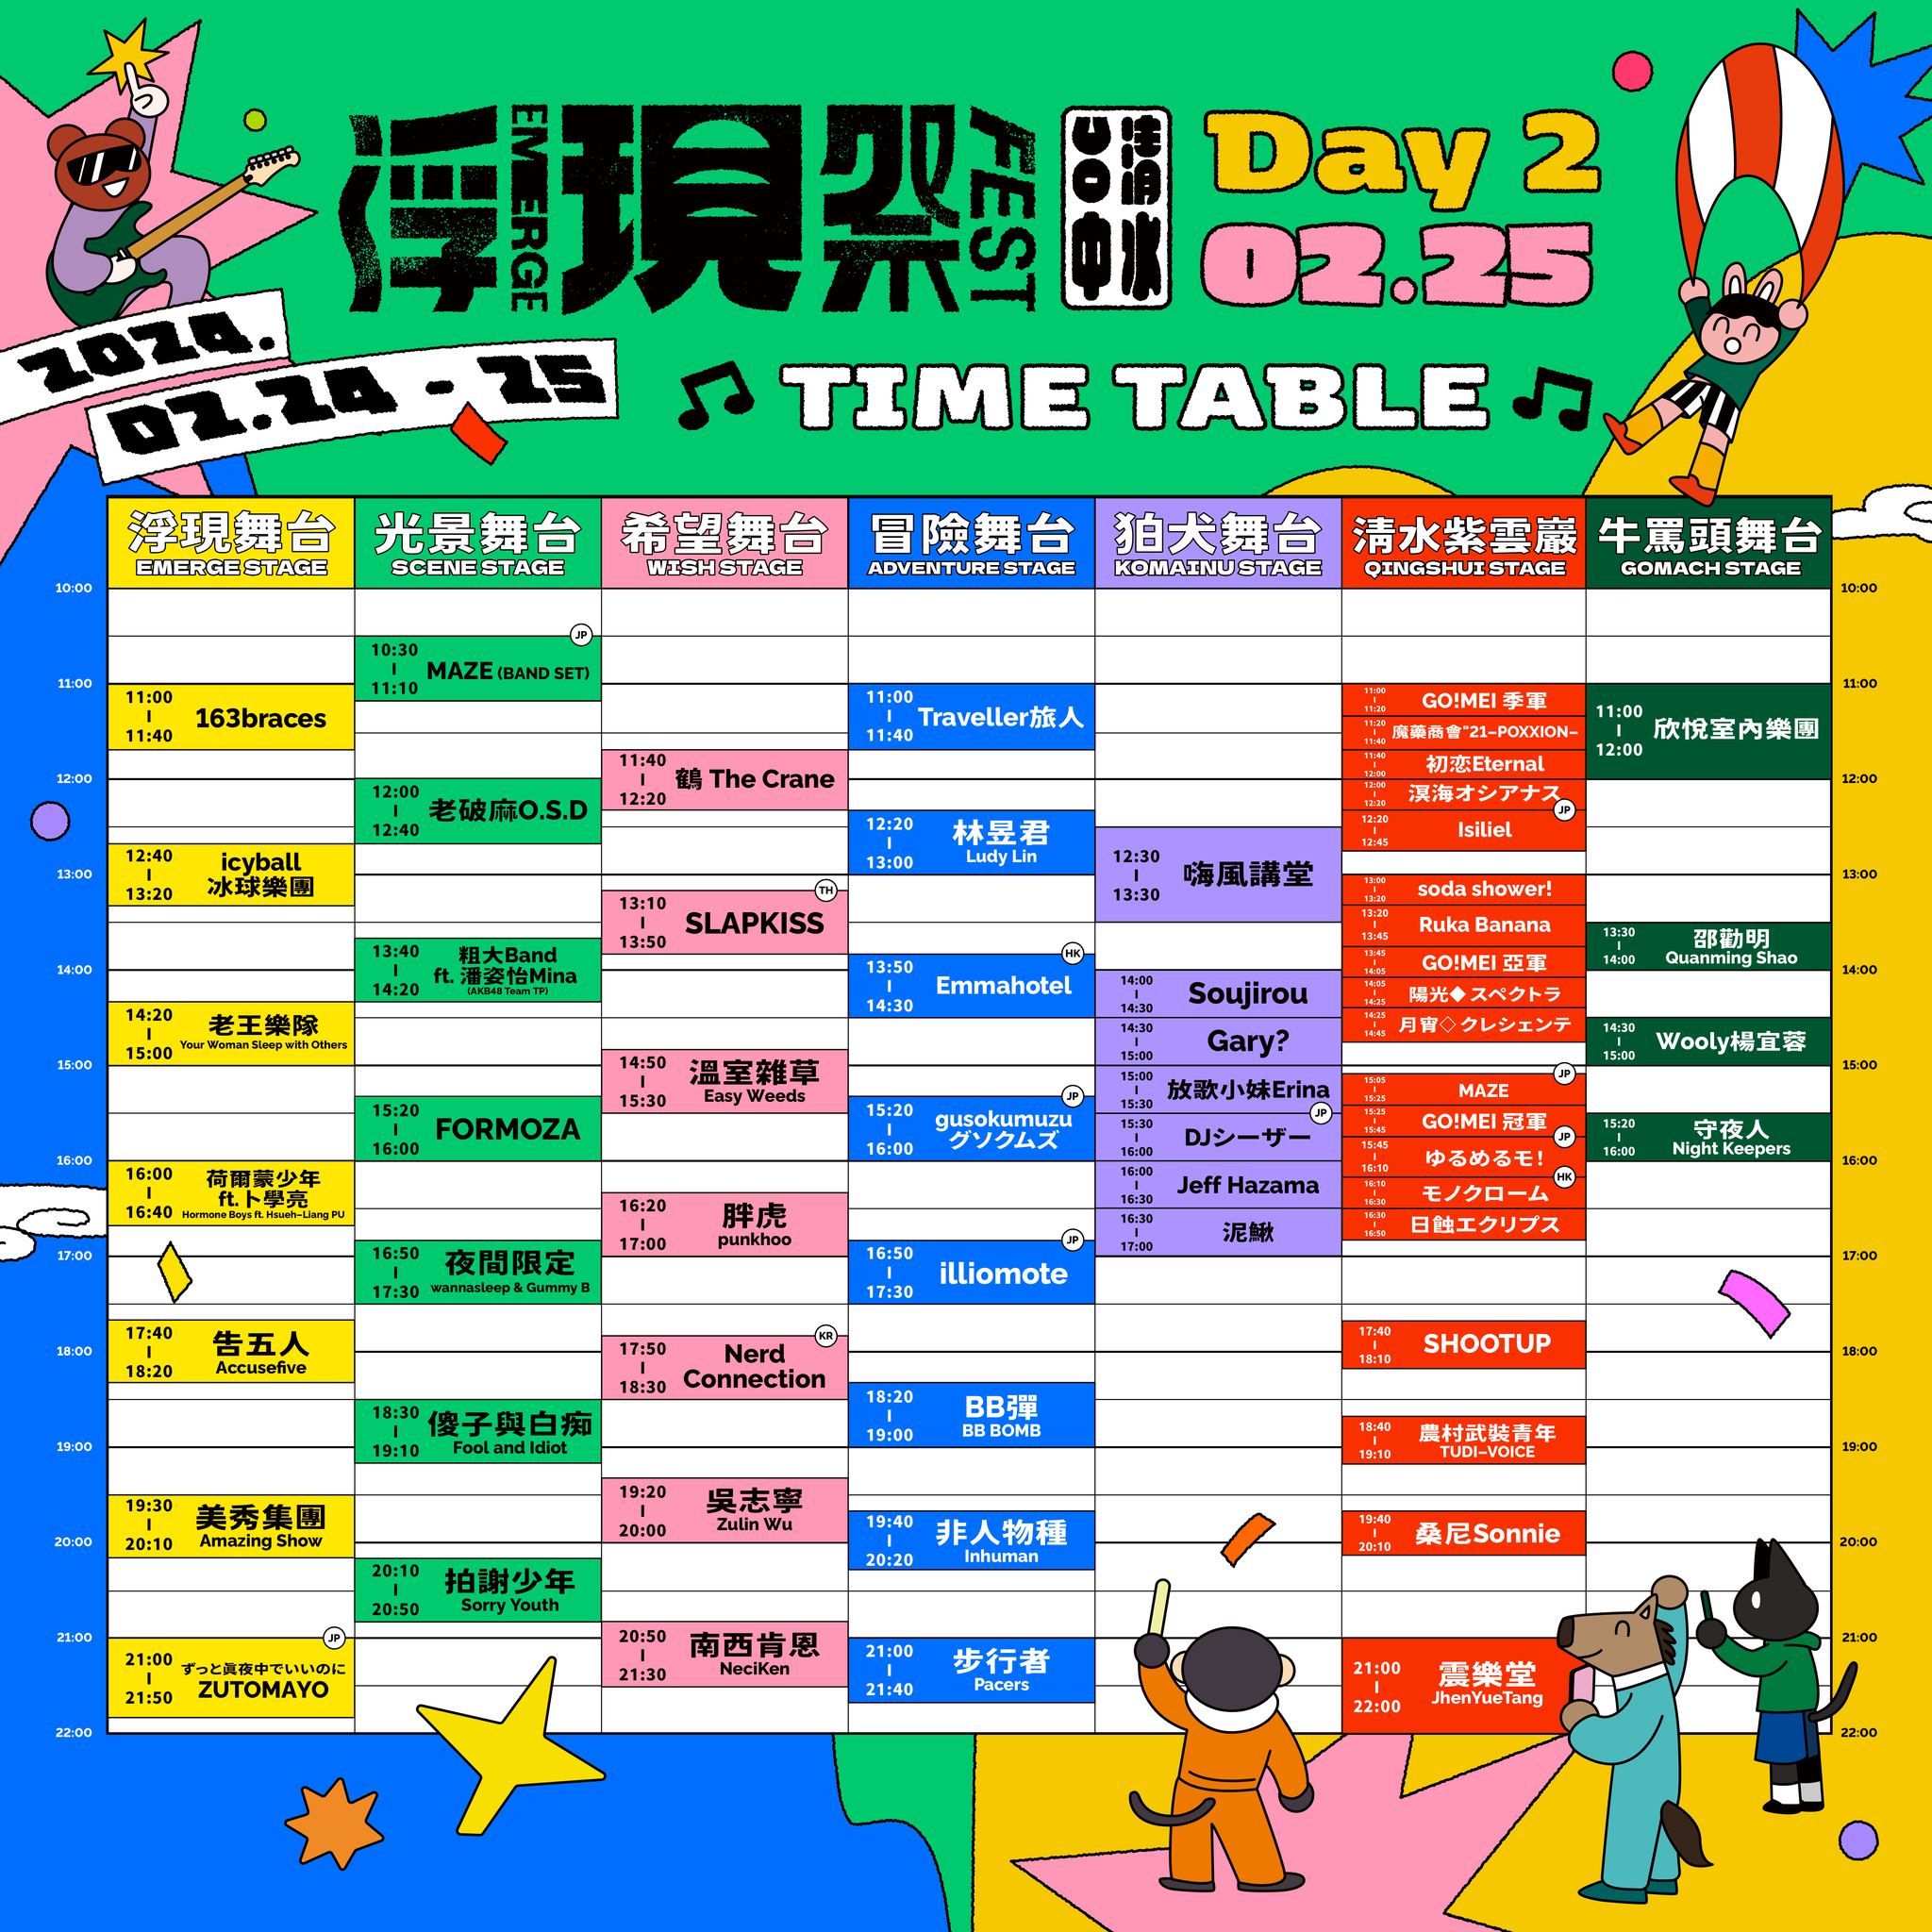 浮現祭
EMERGE
FEST
清水
DOO中
Day 2
02.25
2024.
02.24 - 25
TIME TABLE
浮現舞台
EMERGE STAGE
光景舞台
SCENE STAGE
希望舞台
WISH STAGE
冒險舞台
ADVENTURE STAGE
狛犬舞台
KOMAINU STAGE
清水紫雲巖
QINGSHUI STAGE
牛罵頭舞台
GOMACH STAGE
10:00
11:00
12:00
13:00
14:00
15:00
16:00
17:00
18:00
19:00
20:00
21:00
22:00
11:00
11:40
163braces
12:40
13:20
icyball
冰球樂團
14:20
15:00
老王樂隊
Your Woman Sleep with Others
16:00
16:40
荷爾蒙少年
ft.卜學亮
Hormone Boys ft. Hsueh-Liang PU
17:40
18:20
告五人
Accusefive
19:30
20:10
美秀集團
Amazing Show
JP
21:00
21:50
ずっと真夜中でいいのに
ZUTOMAYO
JP
10:30
11:10
MAZE (BAND SET)
12:00
12:40
老破麻O.S.D
13:40
14:20
粗大Band
ft. 潘姿怡Mina
(AKB48 Team TP)
15:20
16:00
FORMOZA
16:50
17:30
夜間限定
wannasleep & Gummy B
18:30
19:10
傻子與白痴
Fool and Idiot
20:10
20:50
拍謝少年
Sorry Youth
11:40
12:20
鶴 The Crane
TH
13:10
13:50
SLAPKISS
14:50
15:30
溫室雜草
Easy Weeds
16:20
17:00
胖虎
punkhoo
KR
17:50
18:30
Nerd
Connection
19:20
20:00
吳志寧
Zulin Wu
20:50
21:30
南西肯恩
NeciKen
11:00
11:40
Traveller旅人
12:20
13:00
林昱君
Ludy Lin
HK
13:50
14:30
Emmahotel
JP
15:20
16:00
gusokumuzu
グソクムズ
JP
16:50
17:30
illiomote
18:20
19:00
BB彈
BB BOMB
19:40
20:20
非人物種
Inhuman
21:00
21:40
步行者
Pacers
12:30
13:30
嗨風講堂
14:00
14:30
Soujirou
14:30
15:00
Gary?
15:00
15:30
放歌小妹Erina
JP
15:30
16:00
DJシーザー
16:00
16:30
Jeff Hazama
16:30
17:00
泥鰍
11:00
11:20
GO!MEI 季軍
11:20
11:40
魔藥商會"21-POXXION-
11:40
12:00
初恋Eternal
12:00
12:20
溟海オシアナス
JP
12:20
12:45
Isiliel
13:00
13:20
soda shower!
13:20
13:45
Ruka Banana
13:45
14:05
GO!MEI 亞軍
14:05
14:25
陽光◆スペクトラ
14:25
14:45
月宵◇クレシェンテ
JP
15:05
15:25
MAZE
15:25
15:45
GO!MEI 冠軍
JP
15:45
16:10
ゆるめるモ!
HK
16:10
16:30
モノクローム
16:30
16:50
日蝕エクリプス
17:40
18:10
SHOOTUP
18:40
19:10
農村武裝青年
TUDI-VOICE
19:40
20:10
桑尼Sonnie
21:00
22:00
震樂堂
JhenYueTang
11:00
12:00
欣悅室內樂團
13:30
14:00
邵勸明
Quanming Shao
14:30
15:00
Wooly楊宜蓉
15:20
16:00
守夜人
Night Keepers
10:00
11:00
12:00
13:00
14:00
15:00
16:00
17:00
18:00
19:00
20:00
21:00
22:00